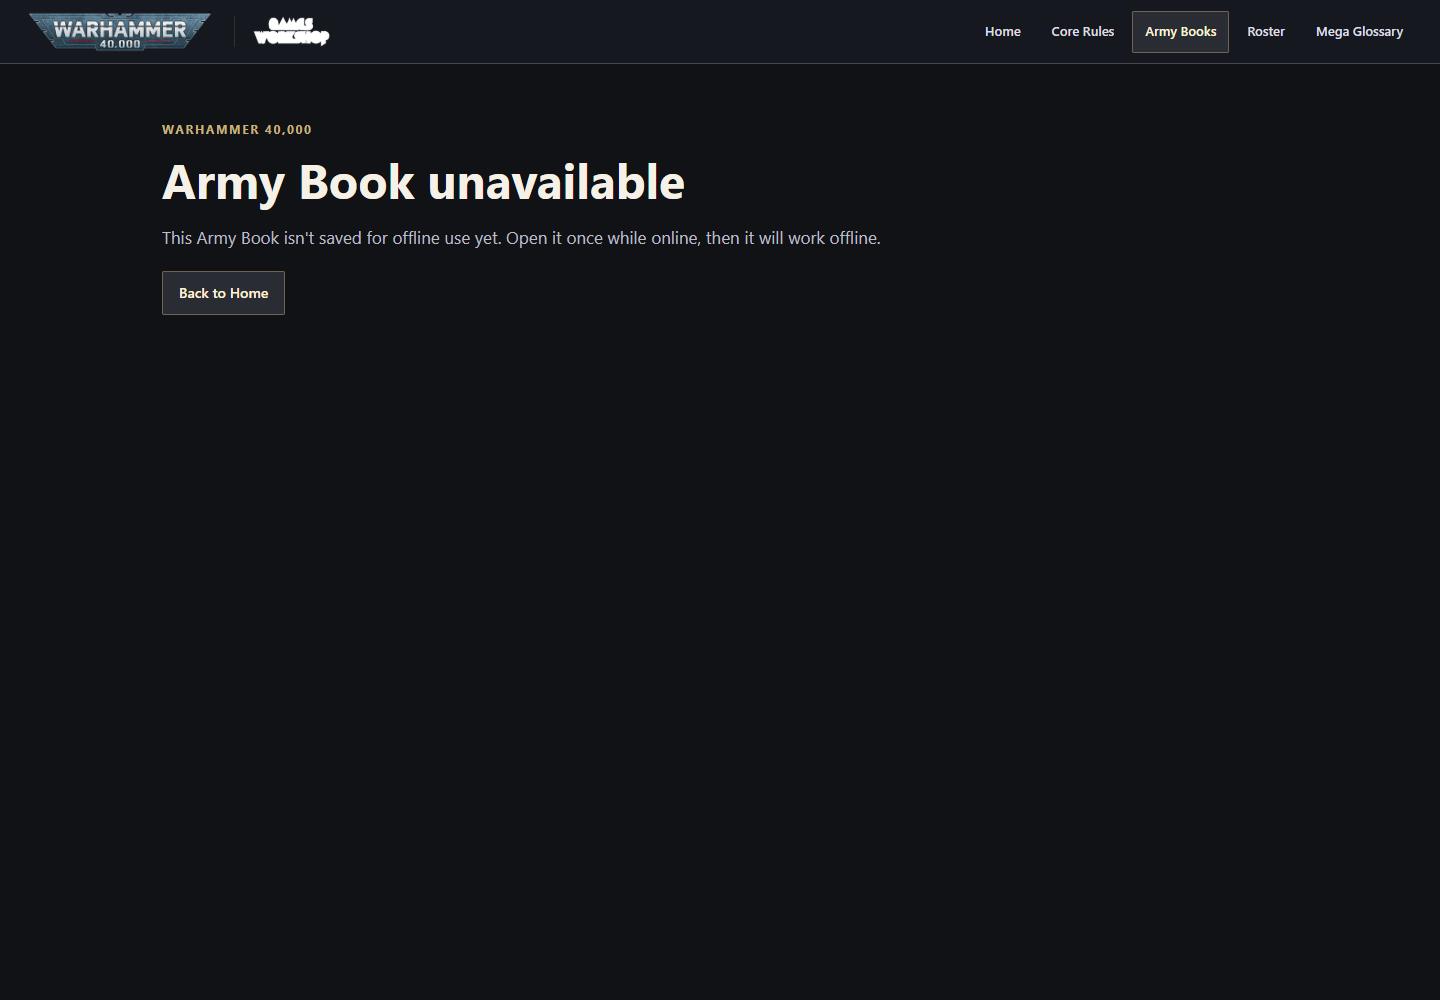 WARHAMMER
40,000
GAMES
WORKSHOP
Home
Core Rules
Army Books
Roster
Mega Glossary
WARHAMMER 40,000
Army Book unavailable
This Army Book isn't saved for offline use yet. Open it once while online, then it will work offline.
Back to Home